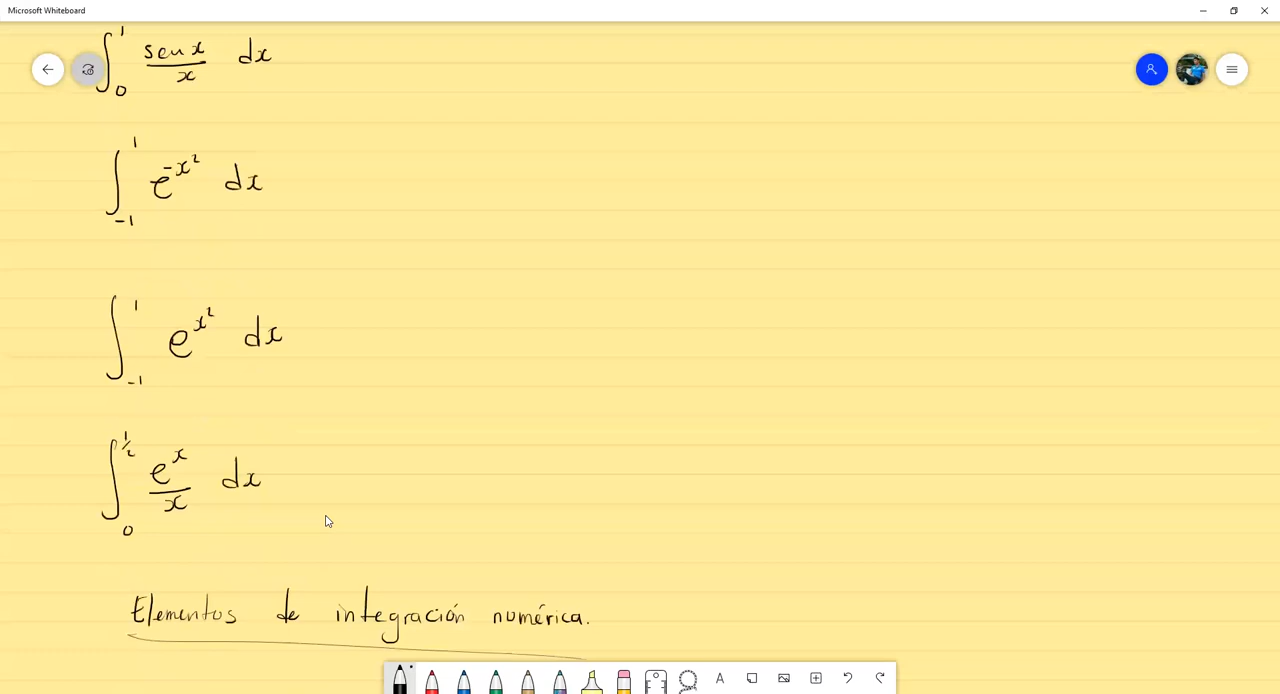 Microsoft Whiteboard
∫₀¹ sen x / x dx
∫₋₁¹ e^(-x²) dx
∫₋₁¹ e^(x²) dx
∫₀^(1/2) e^x / x dx
Elementos de integración numérica.
A